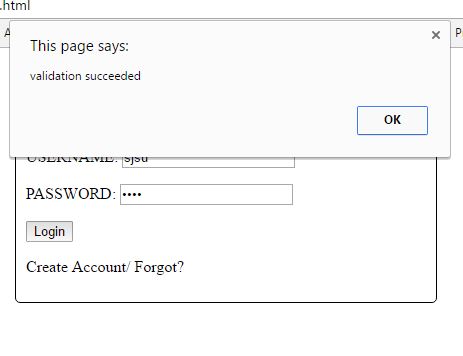 .html
This page says:
validation succeeded
OK
USERNAME: sjsu
PASSWORD: ••••
Login
Create Account/ Forgot?